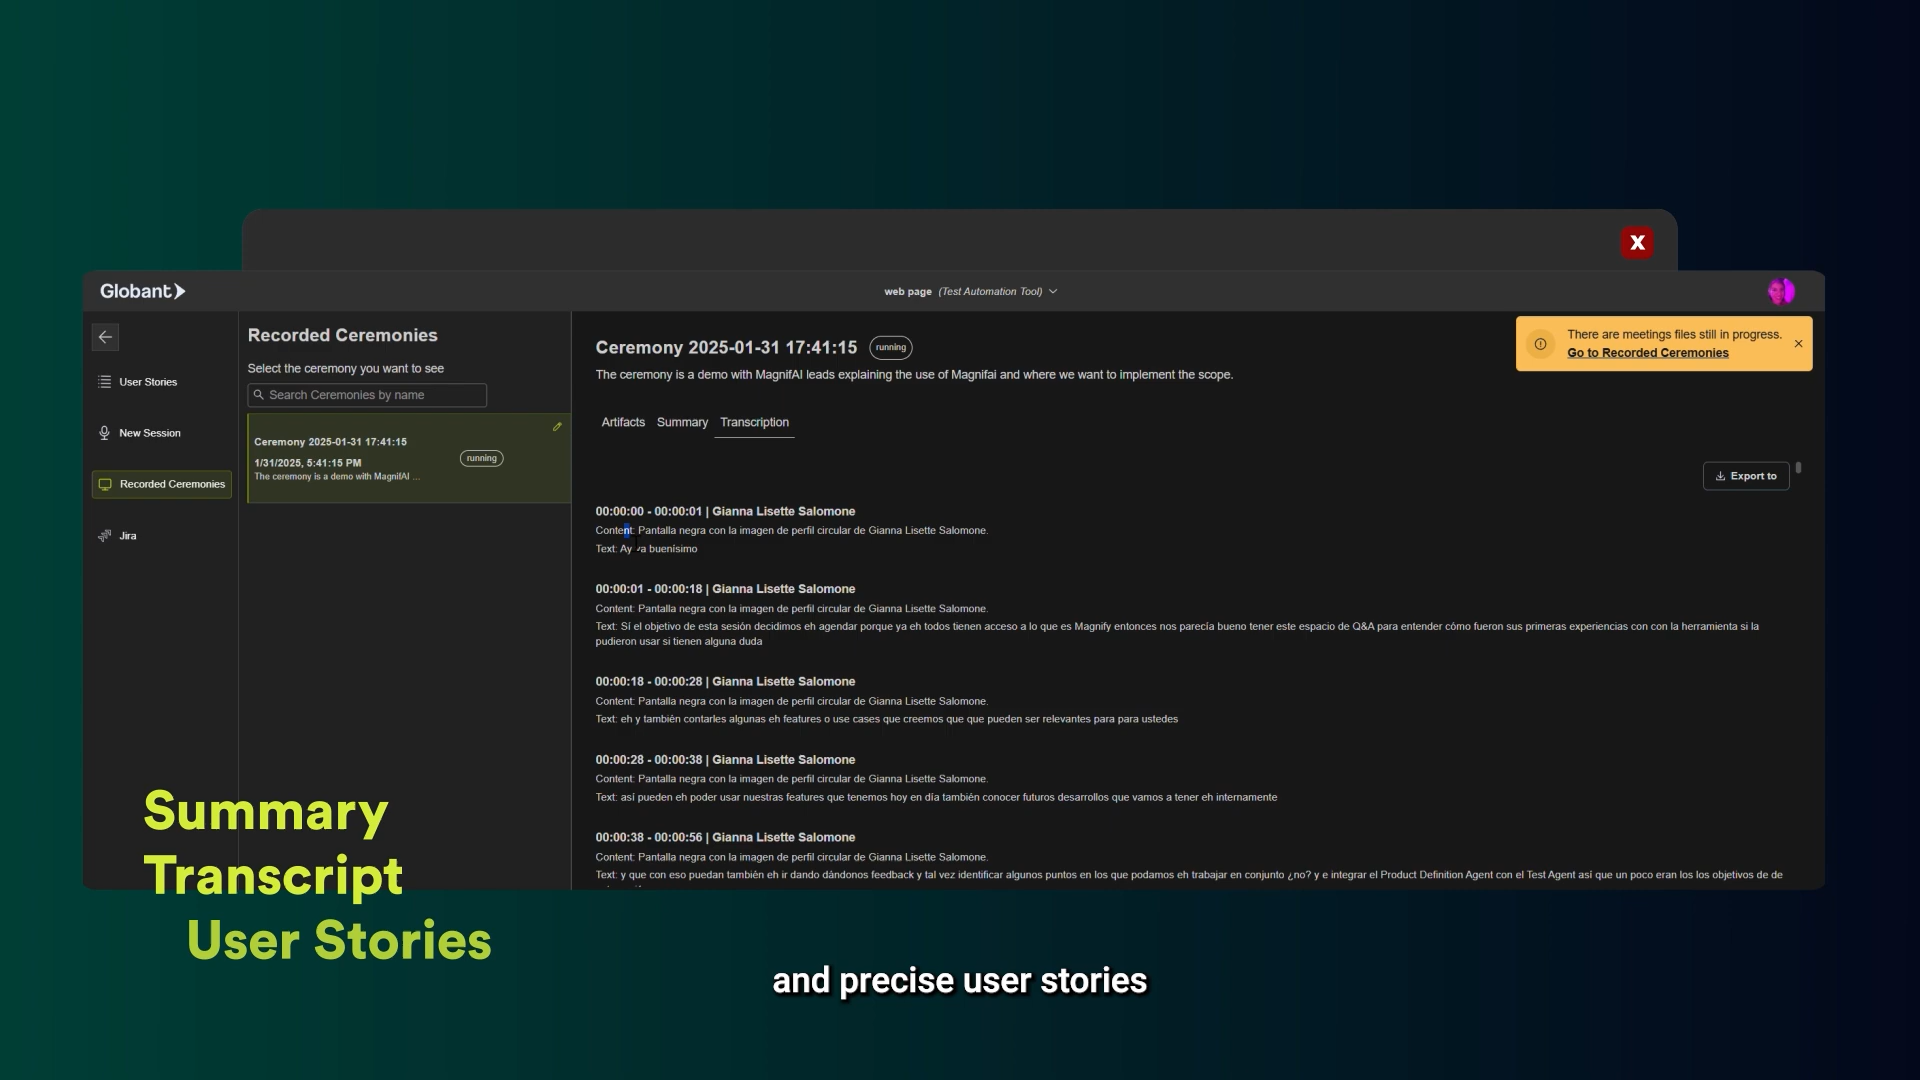 X
Globant
web page (Test Automation Tool)
There are meetings files still in progress.
Go to Recorded Ceremonies
User Stories
New Session
Recorded Ceremonies
Jira
Recorded Ceremonies
Select the ceremony you want to see
Search Ceremonies by name
Ceremony 2025-01-31 17:41:15
1/31/2025, 5:41:15 PM
running
The ceremony is a demo with MagnifAI ...
Ceremony 2025-01-31 17:41:15 running
The ceremony is a demo with MagnifAI leads explaining the use of Magnifai and where we want to implement the scope.
Artifacts Summary Transcription
Export to
00:00:00 - 00:00:01 | Gianna Lisette Salomone
Content: Pantalla negra con la imagen de perfil circular de Gianna Lisette Salomone.
Text: Ay ya buenísimo
00:00:01 - 00:00:18 | Gianna Lisette Salomone
Content: Pantalla negra con la imagen de perfil circular de Gianna Lisette Salomone.
Text: Sí el objetivo de esta sesión decidimos eh agendar porque ya eh todos tienen acceso a lo que es Magnify entonces nos parecía bueno tener este espacio de Q&A para entender cómo fueron sus primeras experiencias con con la herramienta si la
pudieron usar si tienen alguna duda
00:00:18 - 00:00:28 | Gianna Lisette Salomone
Content: Pantalla negra con la imagen de perfil circular de Gianna Lisette Salomone.
Text: eh y también contarles algunas eh features o use cases que creemos que que pueden ser relevantes para para ustedes
00:00:28 - 00:00:38 | Gianna Lisette Salomone
Content: Pantalla negra con la imagen de perfil circular de Gianna Lisette Salomone.
Text: así pueden eh poder usar nuestras features que tenemos hoy en día también conocer futuros desarrollos que vamos a tener eh internamente
00:00:38 - 00:00:56 | Gianna Lisette Salomone
Content: Pantalla negra con la imagen de perfil circular de Gianna Lisette Salomone.
Text: y que con eso puedan también eh ir dando dándonos feedback y tal vez identificar algunos puntos en los que podamos eh trabajar en conjunto ¿no? y e integrar el Product Definition Agent con el Test Agent así que un poco eran los los objetivos de de
Summary
Transcript
User Stories
and precise user stories